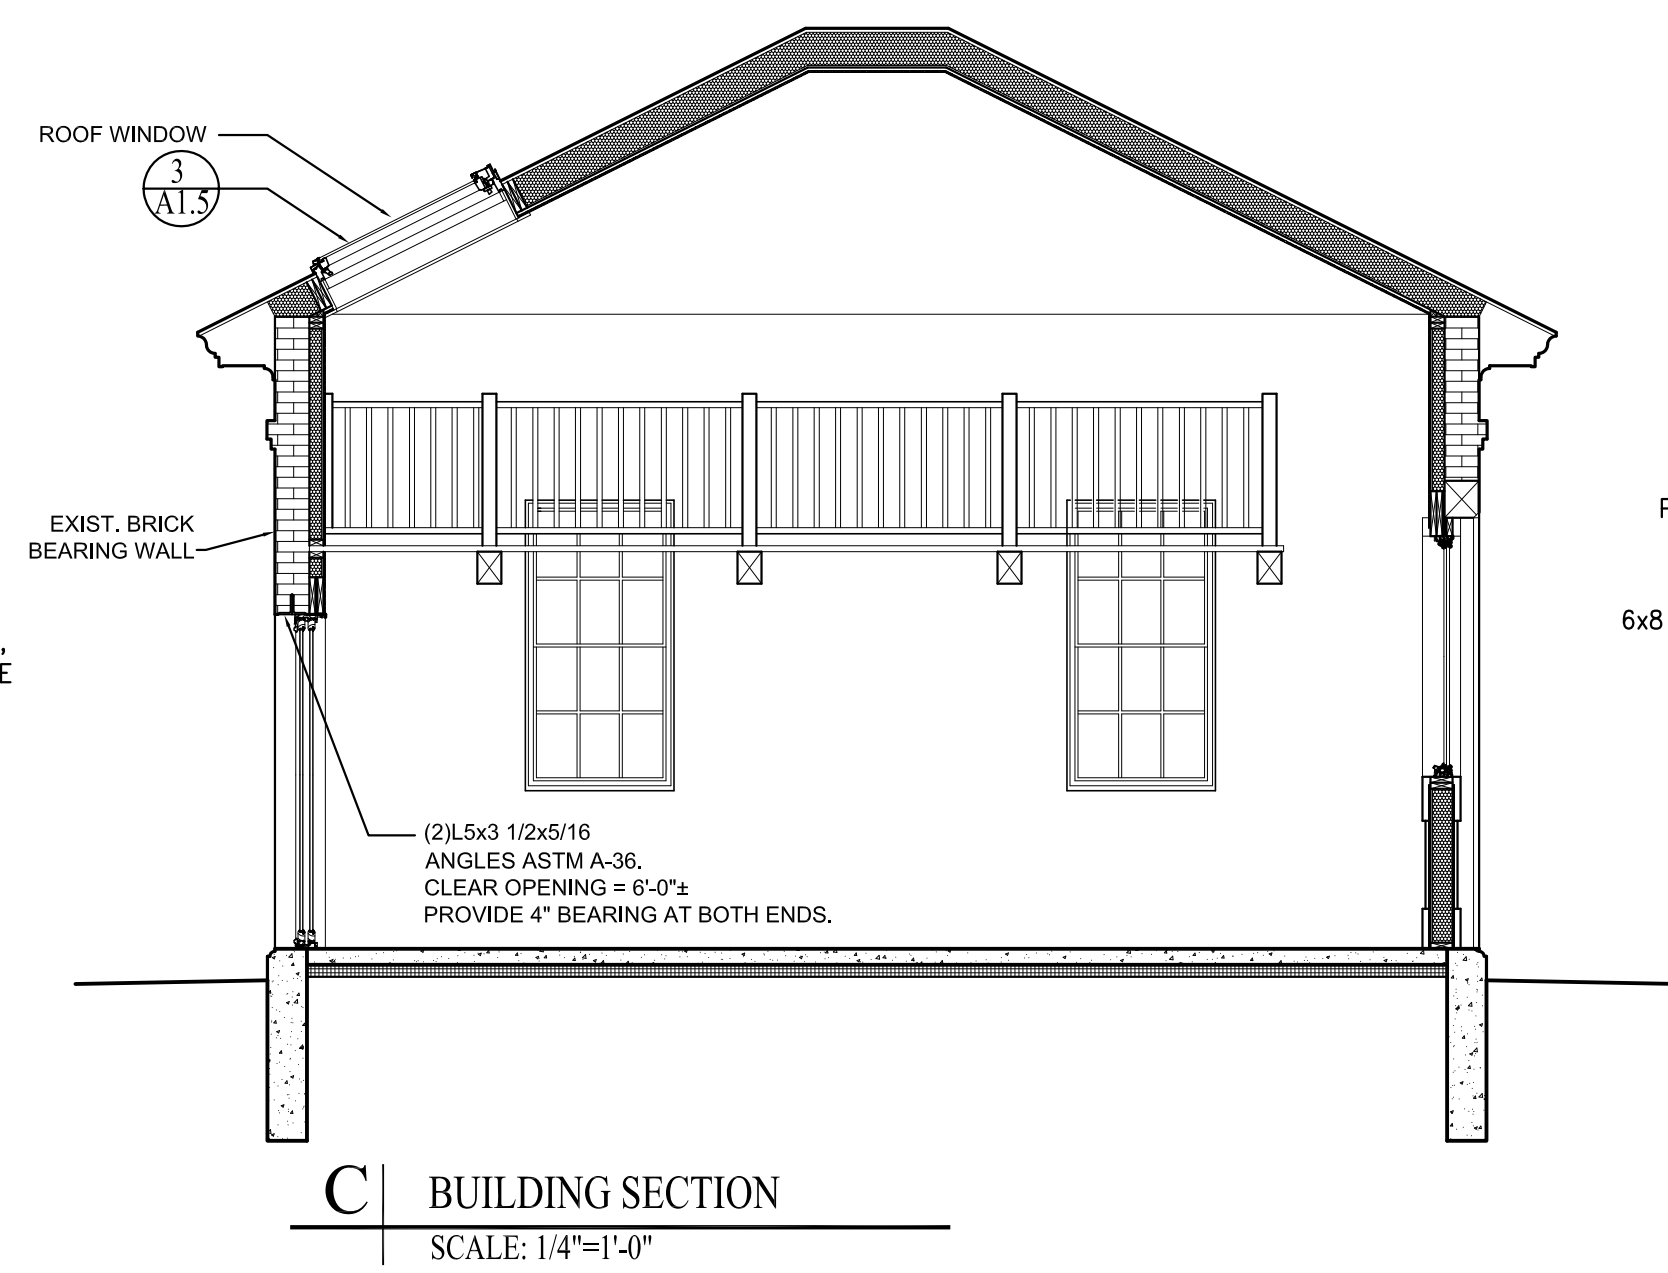 ROOF WINDOW
3
A1.5
EXIST. BRICK
BEARING WALL
,
E
F
6x8
(2)L5x3 1/2x5/16
ANGLES ASTM A-36.
CLEAR OPENING = 6'-0"±
PROVIDE 4" BEARING AT BOTH ENDS.
C
BUILDING SECTION
SCALE: 1/4"=1'-0"